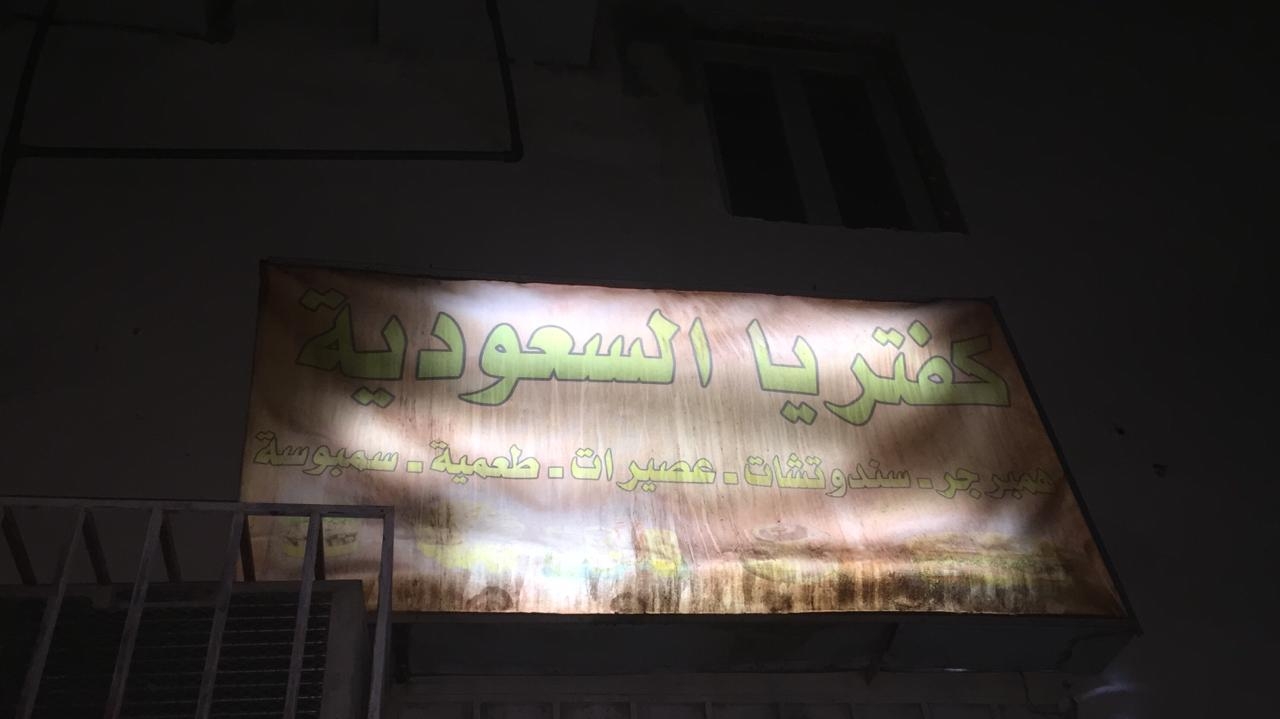 كفتريا السعودية
همبرجر - سندوتشات - عصيرات - طعمية - سمبوسة